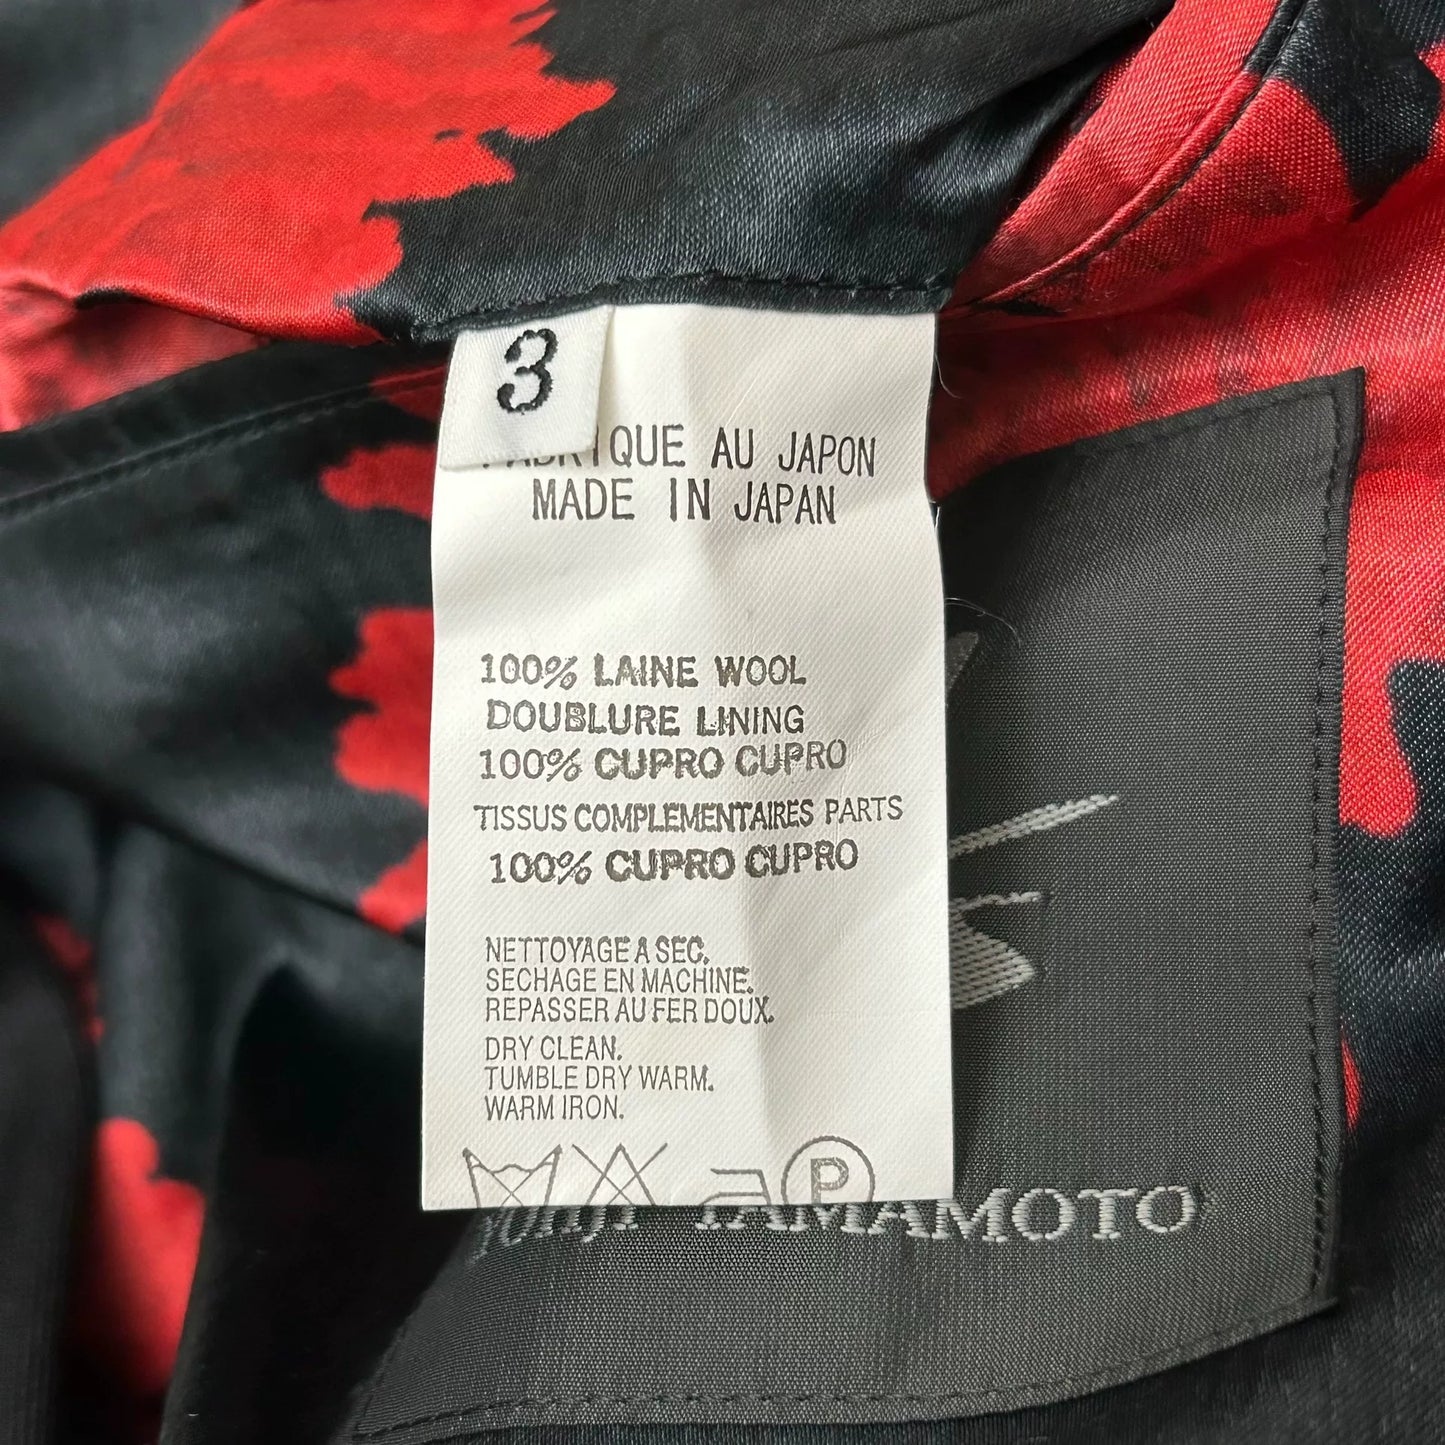 3
FABRIQUE AU JAPON
MADE IN JAPAN
100% LAINE WOOL
DOUBLURE LINING
100% CUPRO CUPRO
TISSUS COMPLEMENTAIRES PARTS
100% CUPRO CUPRO
NETTOYAGE A SEC.
SECHAGE EN MACHINE.
REPASSER AU FER DOUX.
DRY CLEAN.
TUMBLE DRY WARM.
WARM IRON.
P
Yohji YAMAMOTO